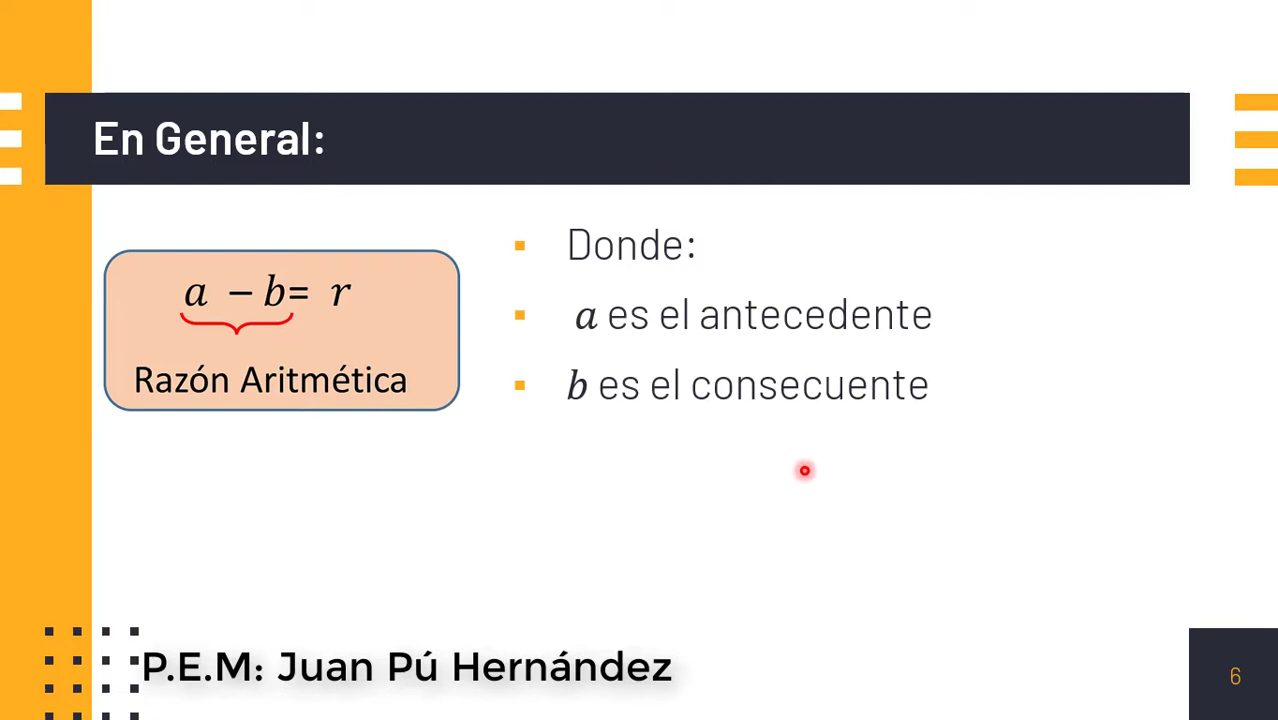 En General:
a − b = r
Razón Aritmética
Donde:
a es el antecedente
b es el consecuente
P.E.M: Juan Pú Hernández
6